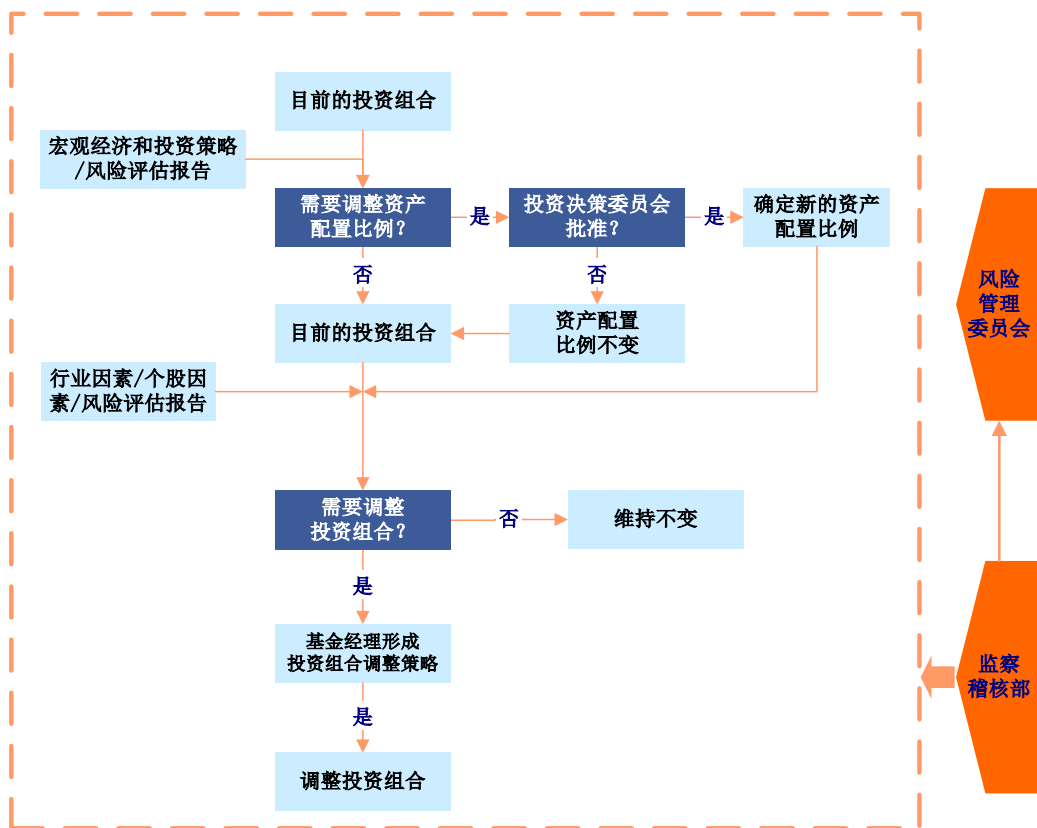 目前的投资组合
宏观经济和投资策略
/风险评估报告
需要调整资产
配置比例？
是
投资决策委员会
批准？
是
确定新的资产
配置比例
否
否
目前的投资组合
资产配置
比例不变
风险
管理
委员会
行业因素/个股因
素/风险评估报告
需要调整
投资组合？
否
维持不变
是
基金经理形成
投资组合调整策略
监察
稽核部
是
调整投资组合